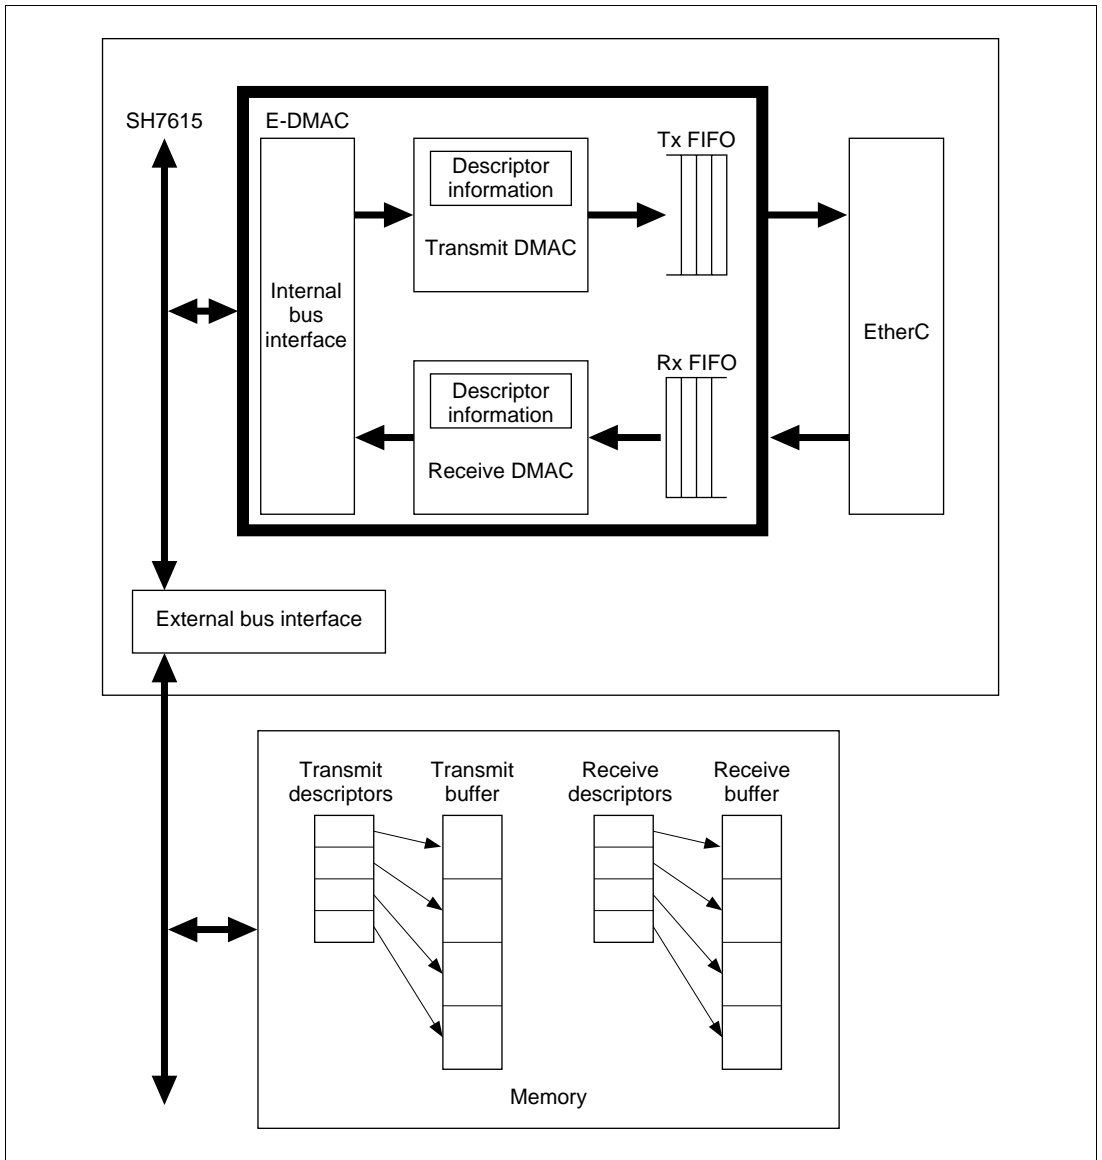 SH7615
E-DMAC
Tx FIFO
Descriptor
information
Transmit DMAC
Internal
bus
interface
EtherC
Rx FIFO
Descriptor
information
Receive DMAC
External bus interface
Transmit
descriptors
Transmit
buffer
Receive
descriptors
Receive
buffer
Memory